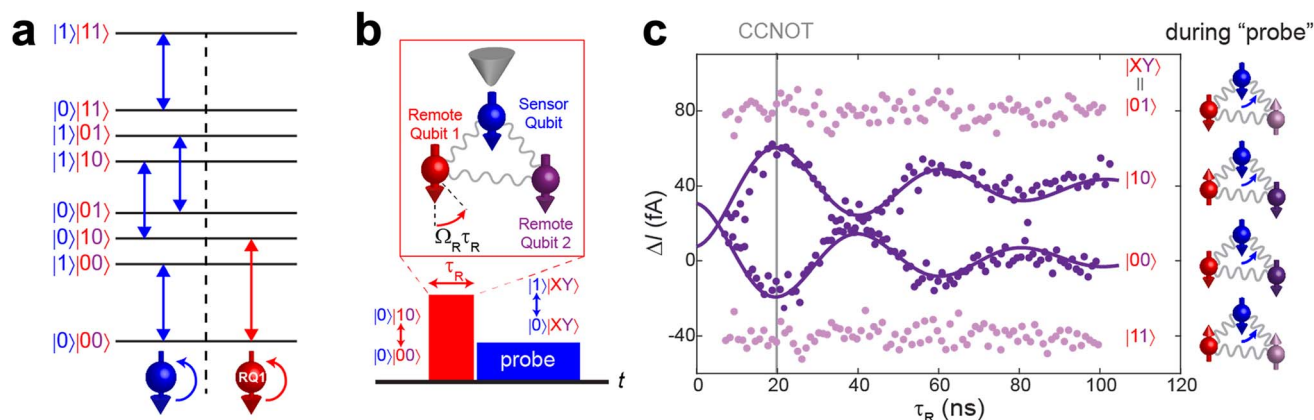 a
|1⟩|11⟩
|0⟩|11⟩
|1⟩|01⟩
|1⟩|10⟩
|0⟩|01⟩
|0⟩|10⟩
|1⟩|00⟩
|0⟩|00⟩
RQ1
b
Sensor
Qubit
Remote
Qubit 1
Remote
Qubit 2
Ω_Rτ_R
τ_R
|0⟩|10⟩
|0⟩|00⟩
|1⟩|XY⟩
|0⟩|XY⟩
probe
t
c
CCNOT
during “probe”
|XY⟩
=
|01⟩
|10⟩
|00⟩
|11⟩
ΔI (fA)
80
40
0
-40
0 20 40 60 80 100 120
τ_R (ns)